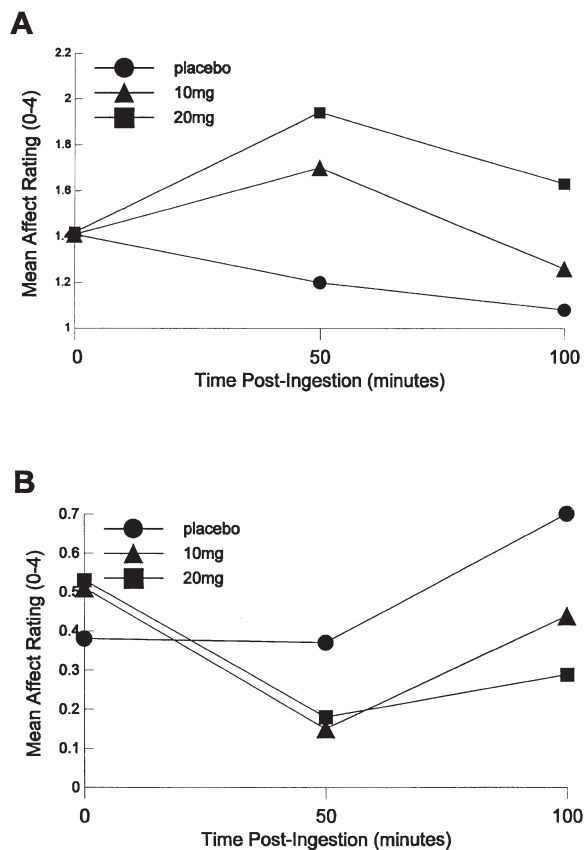 A
Mean Affect Rating (0-4)
2.2
2
1.8
1.6
1.4
1.2
1
placebo
10mg
20mg
0
50
100
Time Post-Ingestion (minutes)
B
Mean Affect Rating (0-4)
0.7
0.6
0.5
0.4
0.3
0.2
0.1
0
placebo
10mg
20mg
0
50
100
Time Post-Ingestion (minutes)